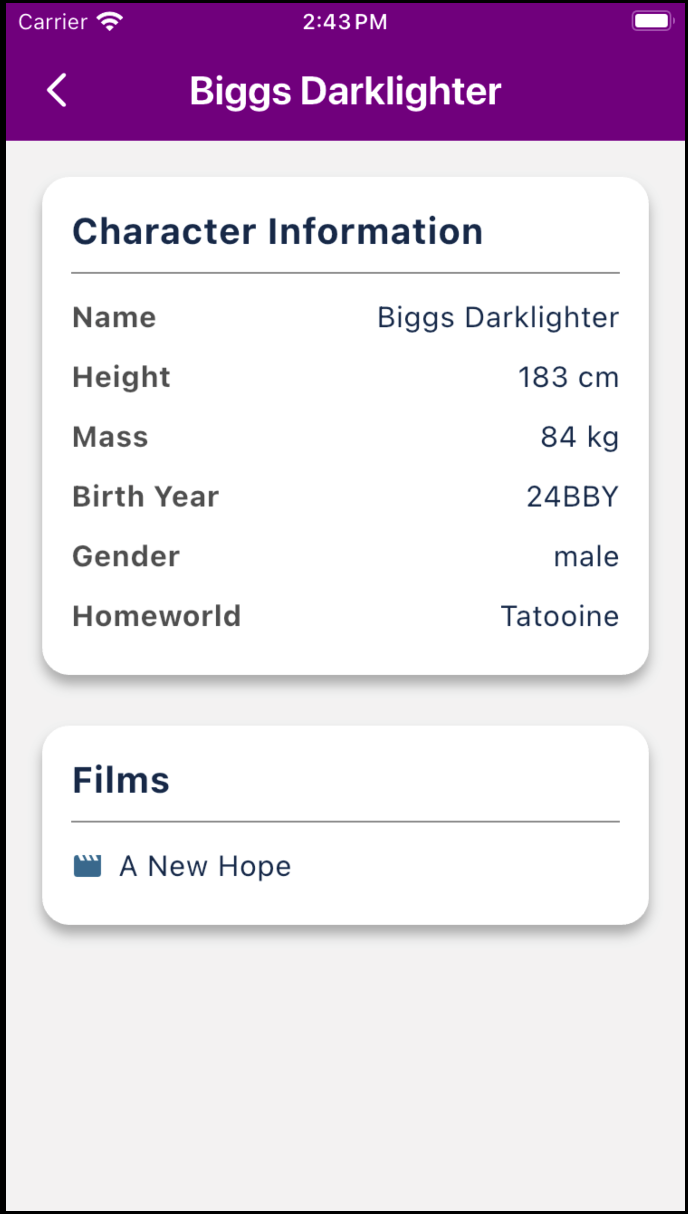 Carrier 2:43 PM
Biggs Darklighter
Character Information
Name Biggs Darklighter
Height 183 cm
Mass 84 kg
Birth Year 24BBY
Gender male
Homeworld Tatooine
Films
A New Hope